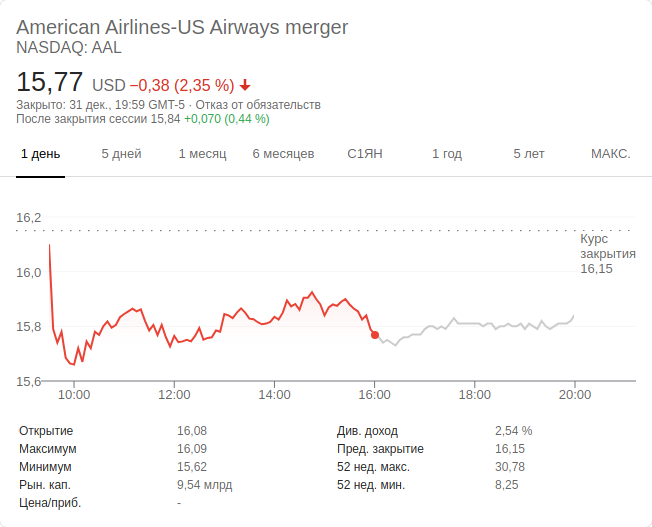 American Airlines-US Airways merger
NASDAQ: AAL
15,77 USD −0,38 (2,35 %)
Закрыто: 31 дек., 19:59 GMT-5 · Отказ от обязательств
После закрытия сессии 15,84 +0,070 (0,44 %)
1 день 5 дней 1 месяц 6 месяцев С1ЯН 1 год 5 лет МАКС.
16,2
Курс
закрытия
16,15
16,0
15,8
15,6
10:00 12:00 14:00 16:00 18:00 20:00
Открытие 16,08 Див. доход 2,54 %
Максимум 16,09 Пред. закрытие 16,15
Минимум 15,62 52 нед. макс. 30,78
Рын. кап. 9,54 млрд 52 нед. мин. 8,25
Цена/приб. -